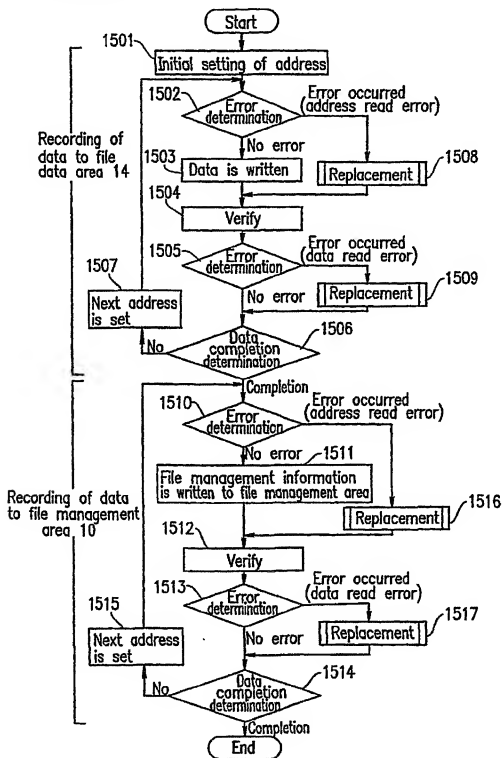 Start
1501
Initial setting of address
1502
Error
determination
Error occurred
(address read error)
Recording of
data to file
data area 14
1503
No error
Data is written
Replacement
1508
1504
Verify
1505
Error
determination
Error occurred
(data read error)
1507
Next address
is set
No error
Replacement
1509
No
Data
completion
determination
1506
Completion
1510
Error
determination
Error occurred
(address read error)
No error
1511
File management information
is written to file management area
Recording of data
to file management
area 10
Replacement
1516
1512
Verify
1513
Error
determination
Error occurred
(data read error)
1515
Next address
is set
No error
Replacement
1517
No
Data
completion
determination
1514
Completion
End